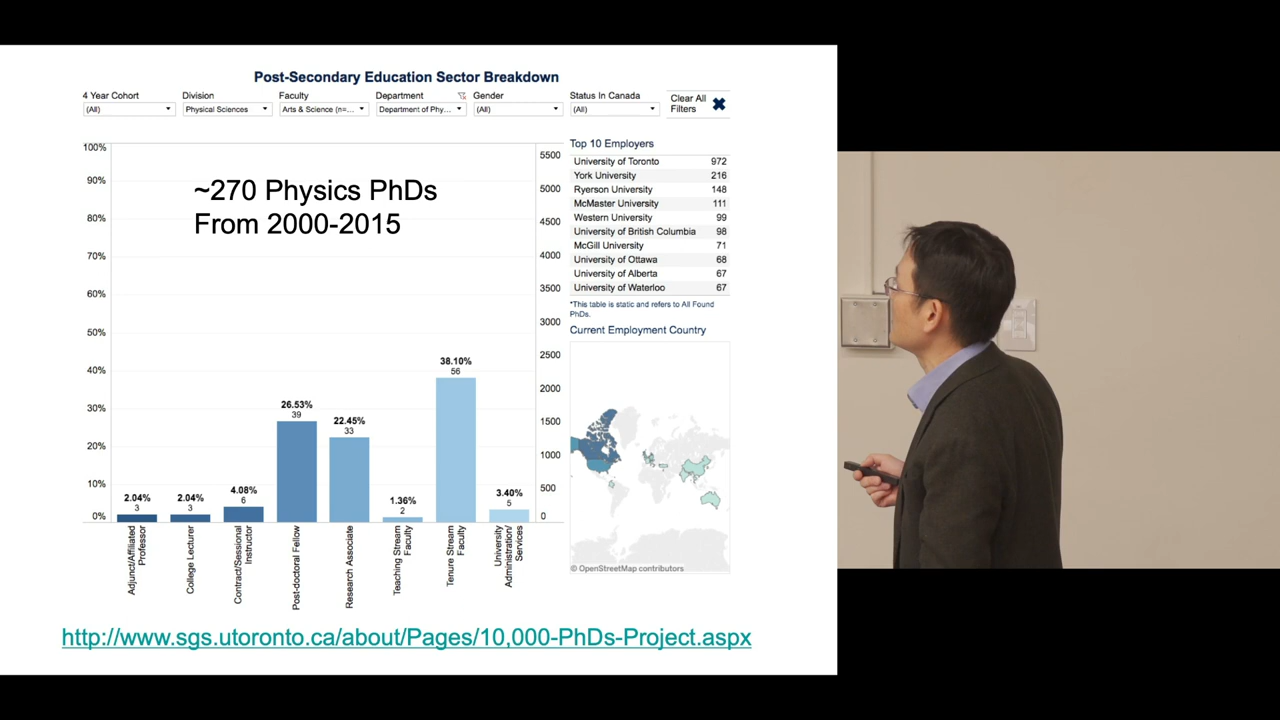 Post-Secondary Education Sector Breakdown
4 Year Cohort
(All)
Division
Physical Sciences
Faculty
Arts & Science (n=...
Department
Department of Phy...
Gender
(All)
Status In Canada
(All)
Clear All
Filters
100%
90%
80%
70%
60%
50%
40%
30%
20%
10%
0%
~270 Physics PhDs
From 2000-2015
2.04%
3
2.04%
3
4.08%
6
26.53%
39
22.45%
33
1.36%
2
38.10%
56
3.40%
5
5500
5000
4500
4000
3500
3000
2500
2000
1500
1000
500
0
Adjunct/Affiliated
Professor
College Lecturer
Contract/Sessional
Instructor
Post-doctoral Fellow
Research Associate
Teaching Stream
Faculty
Tenure Stream
Faculty
University
Administration/
Services
Top 10 Employers
University of Toronto 972
York University 216
Ryerson University 148
McMaster University 111
Western University 99
University of British Columbia 98
McGill University 71
University of Ottawa 68
University of Alberta 67
University of Waterloo 67
*This table is static and refers to All Found
PhDs.
Current Employment Country
© OpenStreetMap contributors
http://www.sgs.utoronto.ca/about/Pages/10,000-PhDs-Project.aspx